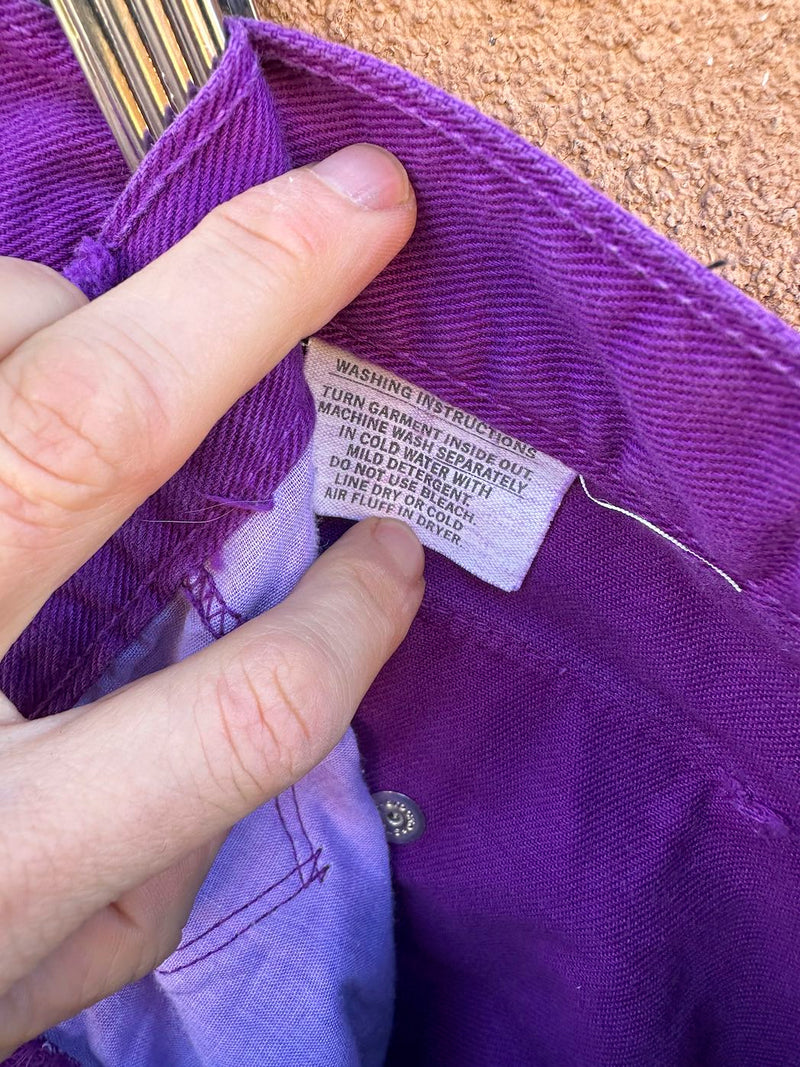 WASHING INSTRUCTIONS
TURN GARMENT INSIDE OUT.
MACHINE WASH SEPARATELY
IN COLD WATER WITH
MILD DETERGENT.
DO NOT USE BLEACH.
LINE DRY OR COLD
AIR FLUFF IN DRYER.